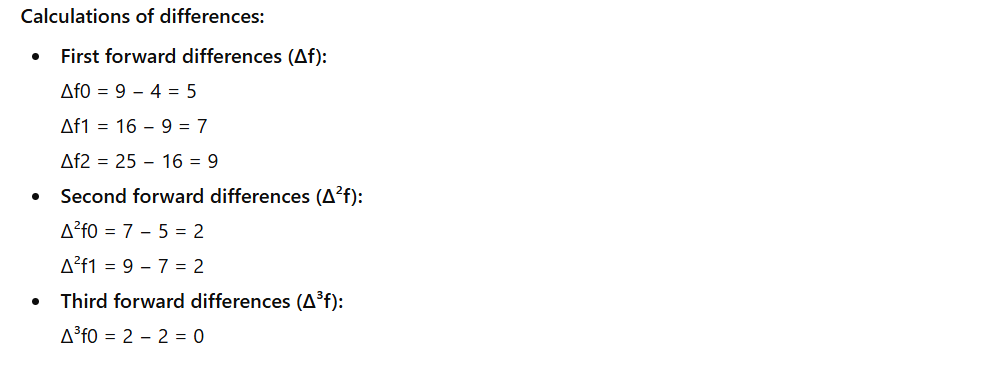 Calculations of differences:
• First forward differences (Δf):
Δf0 = 9 − 4 = 5
Δf1 = 16 − 9 = 7
Δf2 = 25 − 16 = 9
• Second forward differences (Δ²f):
Δ²f0 = 7 − 5 = 2
Δ²f1 = 9 − 7 = 2
• Third forward differences (Δ³f):
Δ³f0 = 2 − 2 = 0